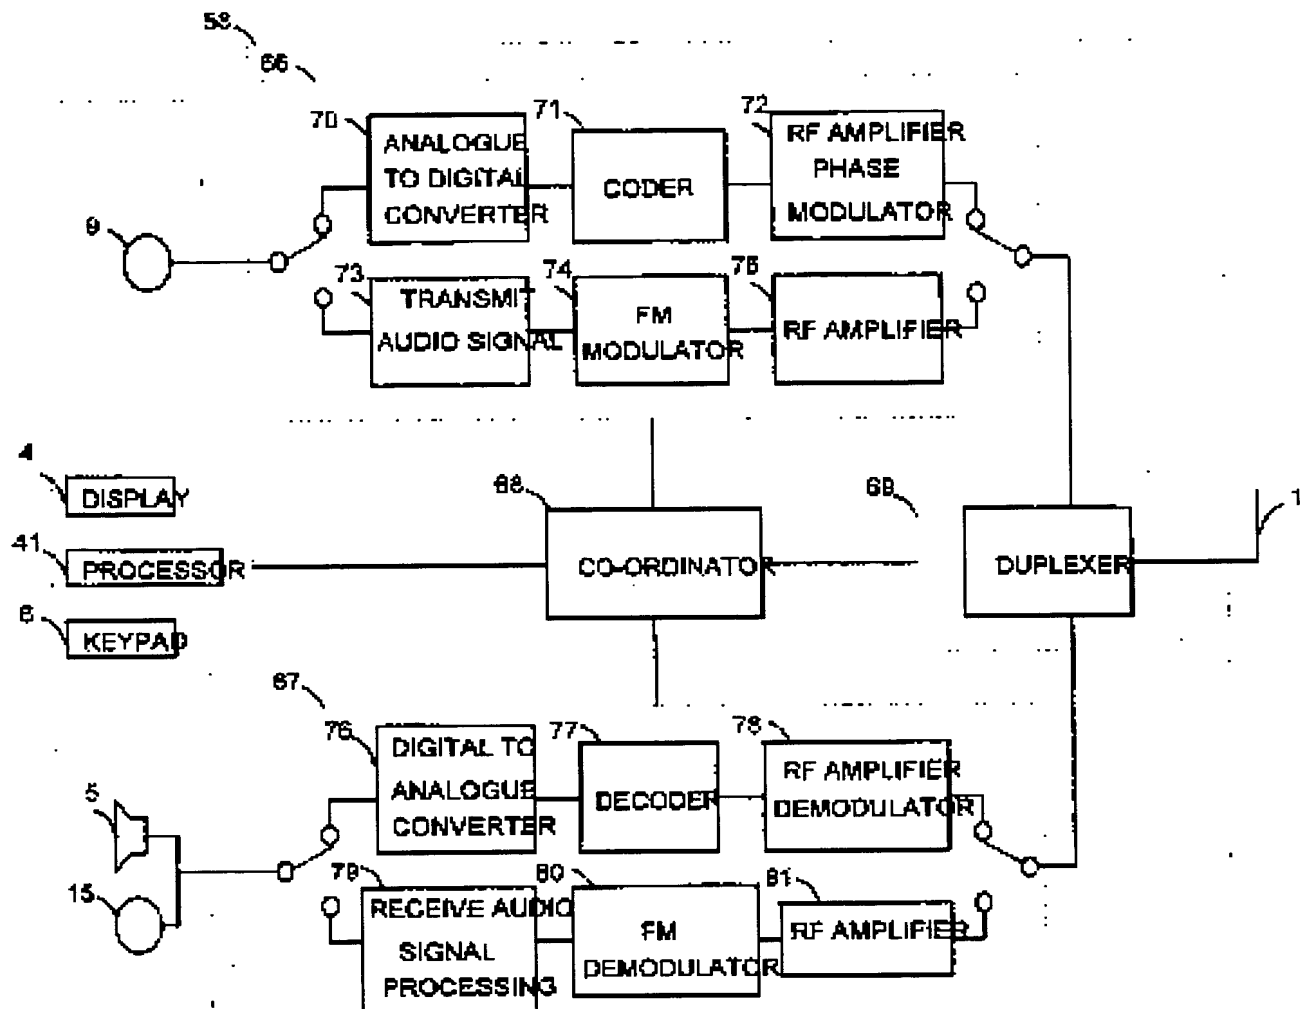 58
66
70
ANALOGUE
TO DIGITAL
CONVERTER
71
CODER
72
RF AMPLIFIER
PHASE
MODULATOR
9
73
TRANSMIT
AUDIO SIGNAL
74
FM
MODULATOR
75
RF AMPLIFIER
4
DISPLAY
41
PROCESSOR
6
KEYPAD
68
CO-ORDINATOR
69
DUPLEXER
1
67
76
DIGITAL TO
ANALOGUE
CONVERTER
77
DECODER
78
RF AMPLIFIER
DEMODULATOR
5
15
79
RECEIVE AUDIO
SIGNAL
PROCESSING
80
FM
DEMODULATOR
81
RF AMPLIFIER